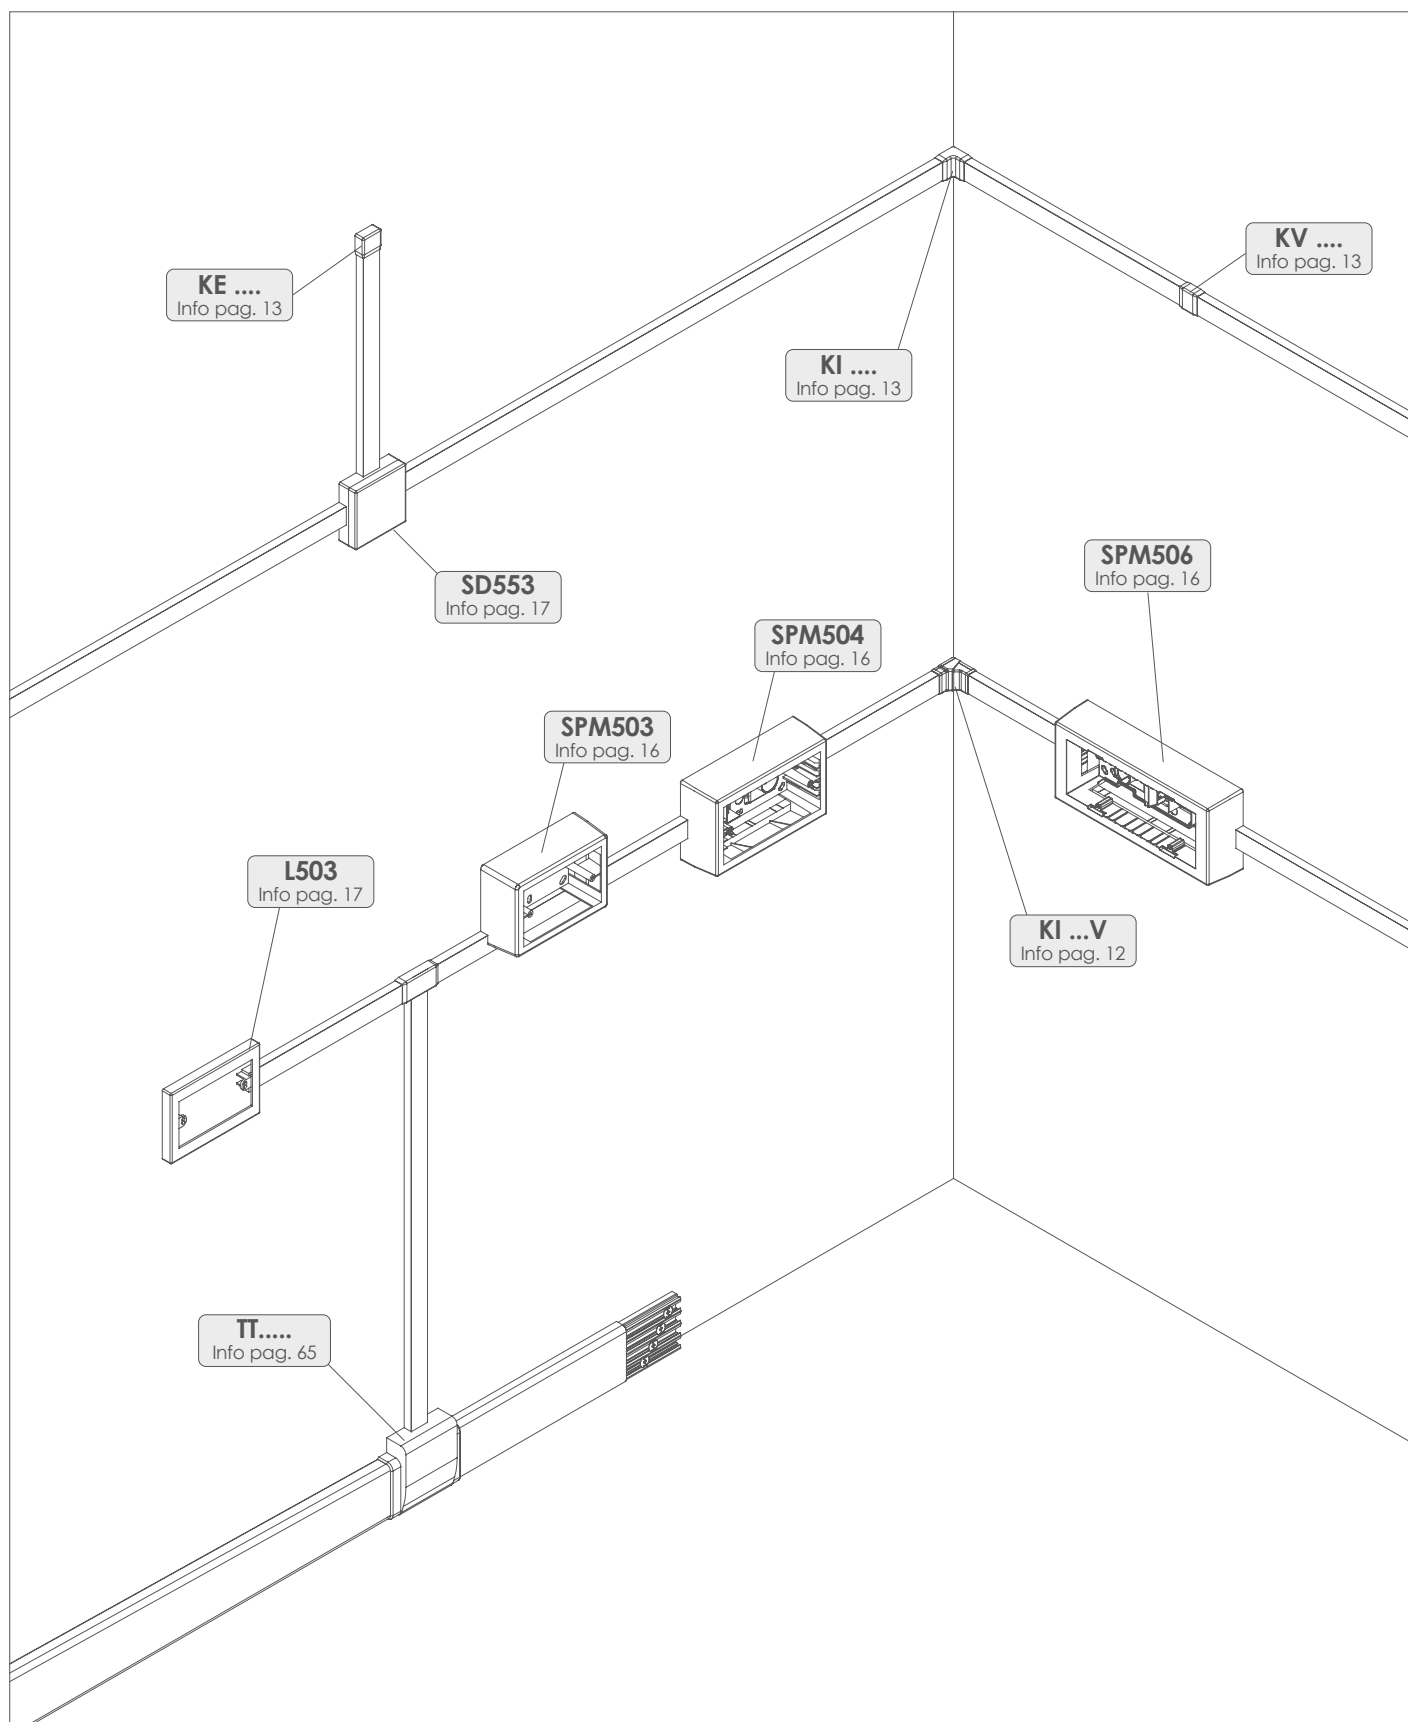 KV ....
Info pag. 13
KE ....
Info pag. 13
KI ....
Info pag. 13
SD553
Info pag. 17
SPM506
Info pag. 16
SPM504
Info pag. 16
SPM503
Info pag. 16
L503
Info pag. 17
KI ...V
Info pag. 12
TT.....
Info pag. 65